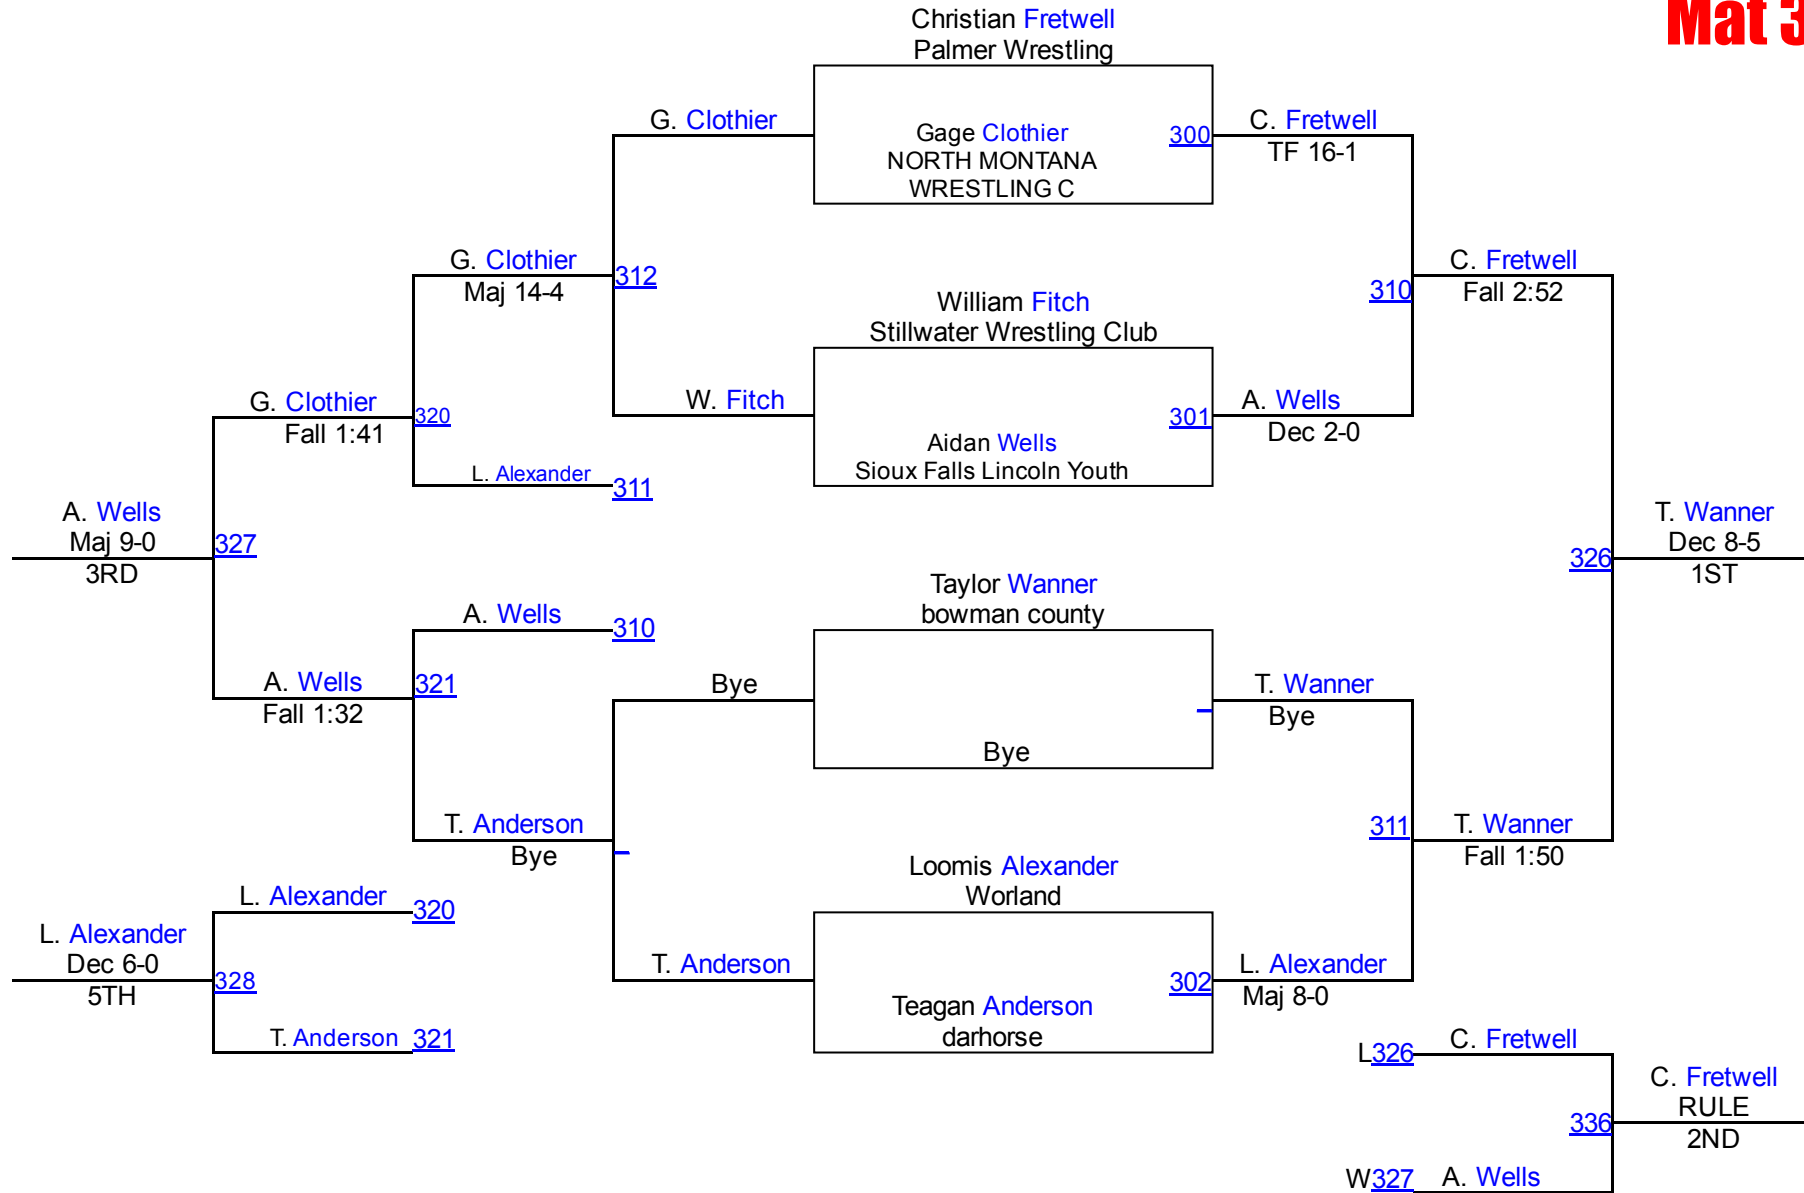 Mat 3
Christian Fretwell
Palmer Wrestling
G. Clothier
Gage Clothier
NORTH MONTANA
WRESTLING C
300
C. Fretwell
TF 16-1
G. Clothier
Maj 14-4
312
William Fitch
Stillwater Wrestling Club
310
C. Fretwell
Fall 2:52
G. Clothier
Fall 1:41
320
W. Fitch
Aidan Wells
Sioux Falls Lincoln Youth
301
A. Wells
Dec 2-0
L. Alexander
311
A. Wells
Maj 9-0
3RD
327
T. Wanner
Dec 8-5
1ST
326
Taylor Wanner
bowman county
A. Wells
310
A. Wells
Fall 1:32
321
Bye
Bye
T. Wanner
Bye
T. Anderson
Bye
311
T. Wanner
Fall 1:50
Loomis Alexander
Worland
L. Alexander
320
L. Alexander
Dec 6-0
5TH
328
T. Anderson
Teagan Anderson
darhorse
302
L. Alexander
Maj 8-0
T. Anderson
321
L326
C. Fretwell
C. Fretwell
RULE
2ND
336
W327
A. Wells